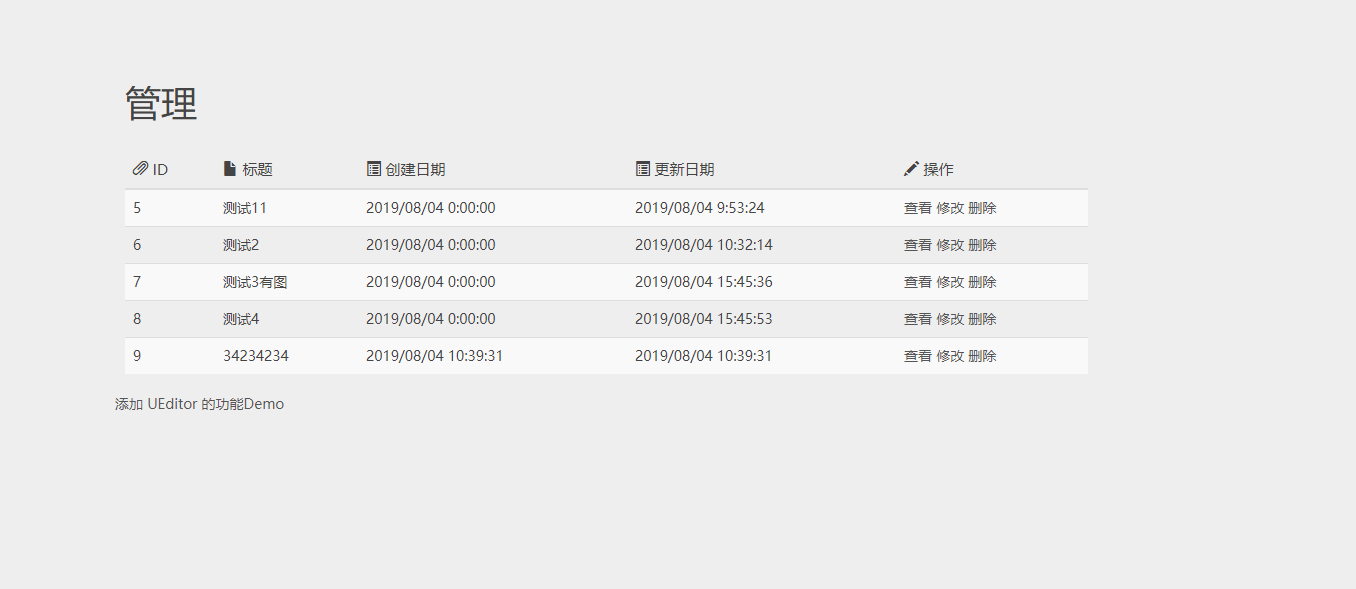 管理
ID 标题 创建日期 更新日期 操作
5 测试11 2019/08/04 0:00:00 2019/08/04 9:53:24 查看 修改 删除
6 测试2 2019/08/04 0:00:00 2019/08/04 10:32:14 查看 修改 删除
7 测试3有图 2019/08/04 0:00:00 2019/08/04 15:45:36 查看 修改 删除
8 测试4 2019/08/04 0:00:00 2019/08/04 15:45:53 查看 修改 删除
9 34234234 2019/08/04 10:39:31 2019/08/04 10:39:31 查看 修改 删除
添加 UEditor 的功能Demo